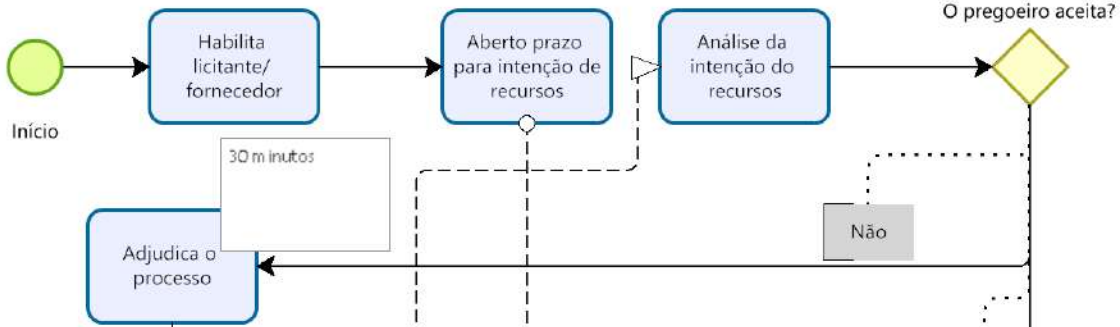 O pregoeiro aceita?
Habilita
licitante/
fornecedor
Aberto prazo
para intenção de
recursos
Análise da
intenção do
recursos
Início
30 minutos
Não
Adjudica o
processo